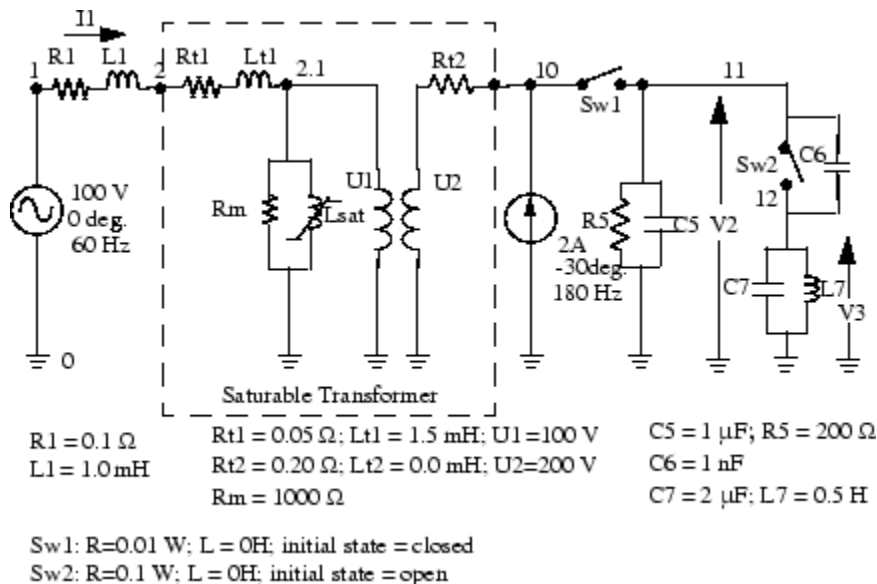 I1
R1 L1 Rt1 Lt1
1 2 2.1 Rt2 10 11
Sw1
Sw2 C6
12
100 V
0 deg.
60 Hz
Rm Lsat U1 U2
2A
-30deg.
180 Hz
R5 C5 V2
C7 L7 V3
0
Saturable Transformer
R1 = 0.1 Ω
L1 = 1.0 mH
Rt1 = 0.05 Ω; Lt1 = 1.5 mH; U1=100 V
Rt2 = 0.20 Ω; Lt2 = 0.0 mH; U2=200 V
Rm = 1000 Ω
C5 = 1 μF; R5 = 200 Ω
C6 = 1 nF
C7 = 2 μF; L7 = 0.5 H
Sw1: R=0.01 W; L = 0H; initial state = closed
Sw2: R=0.1 W; L = 0H; initial state = open